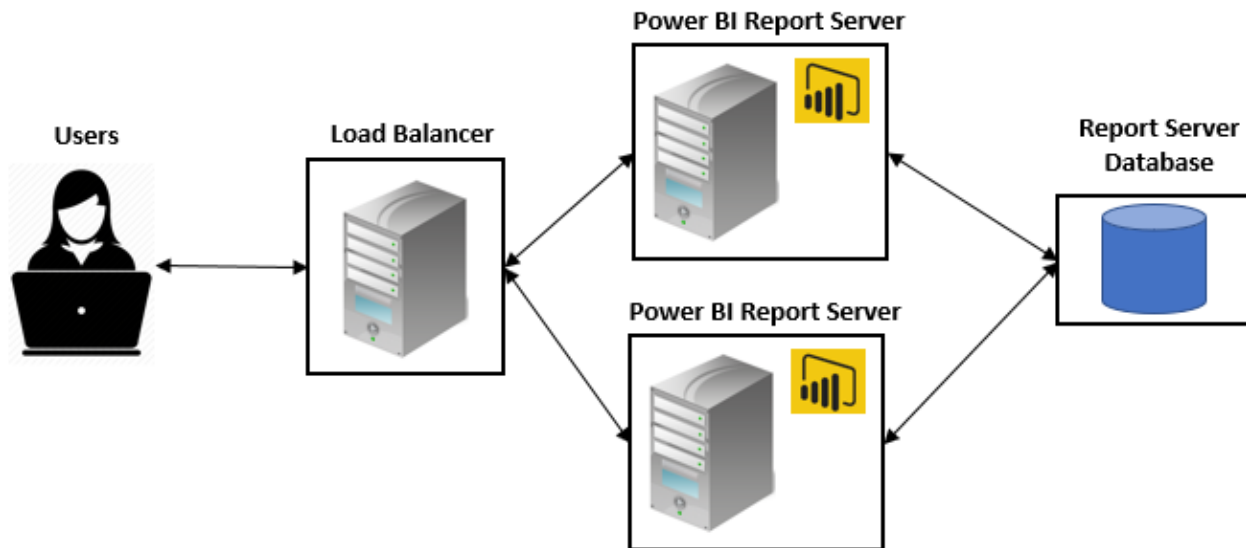 Users
Load Balancer
Power BI Report Server
Power BI Report Server
Report Server
Database